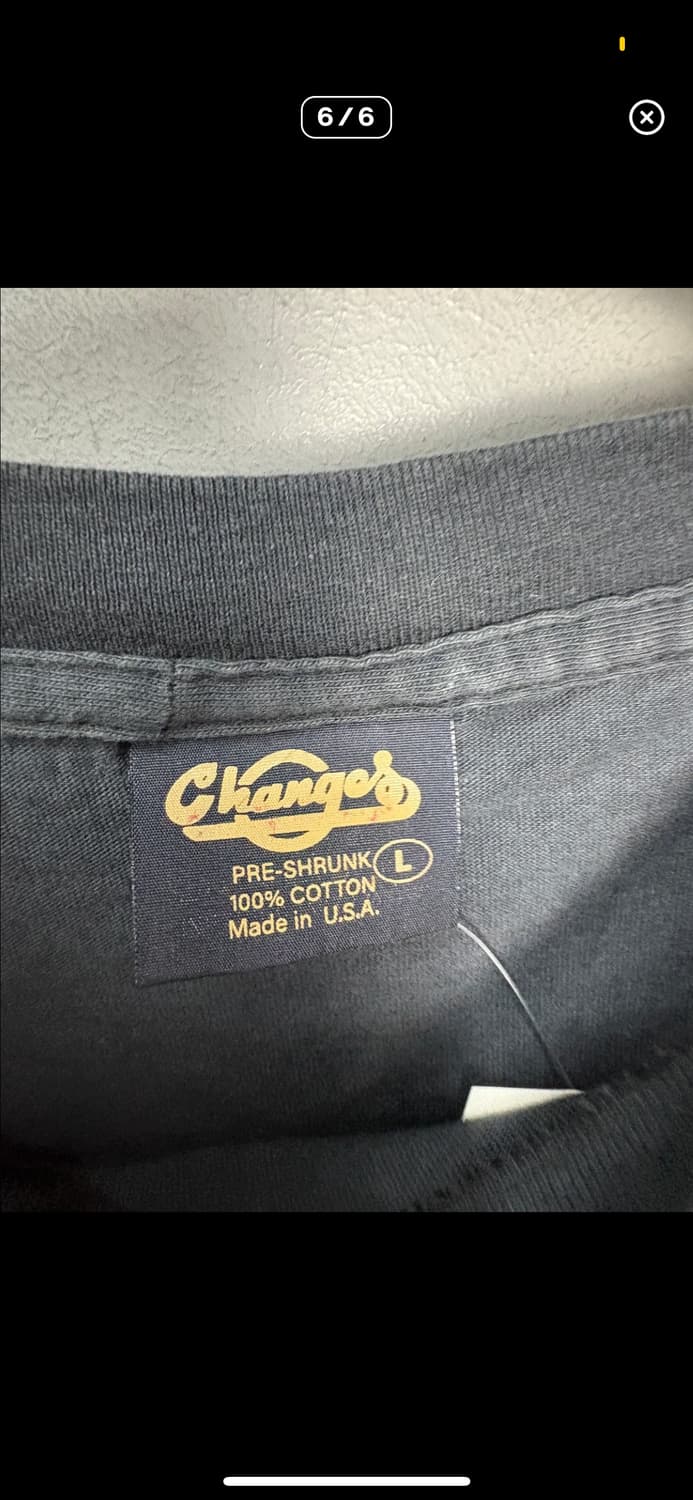 6/6
Changes
PRE-SHRUNK L
100% COTTON
Made in U.S.A.